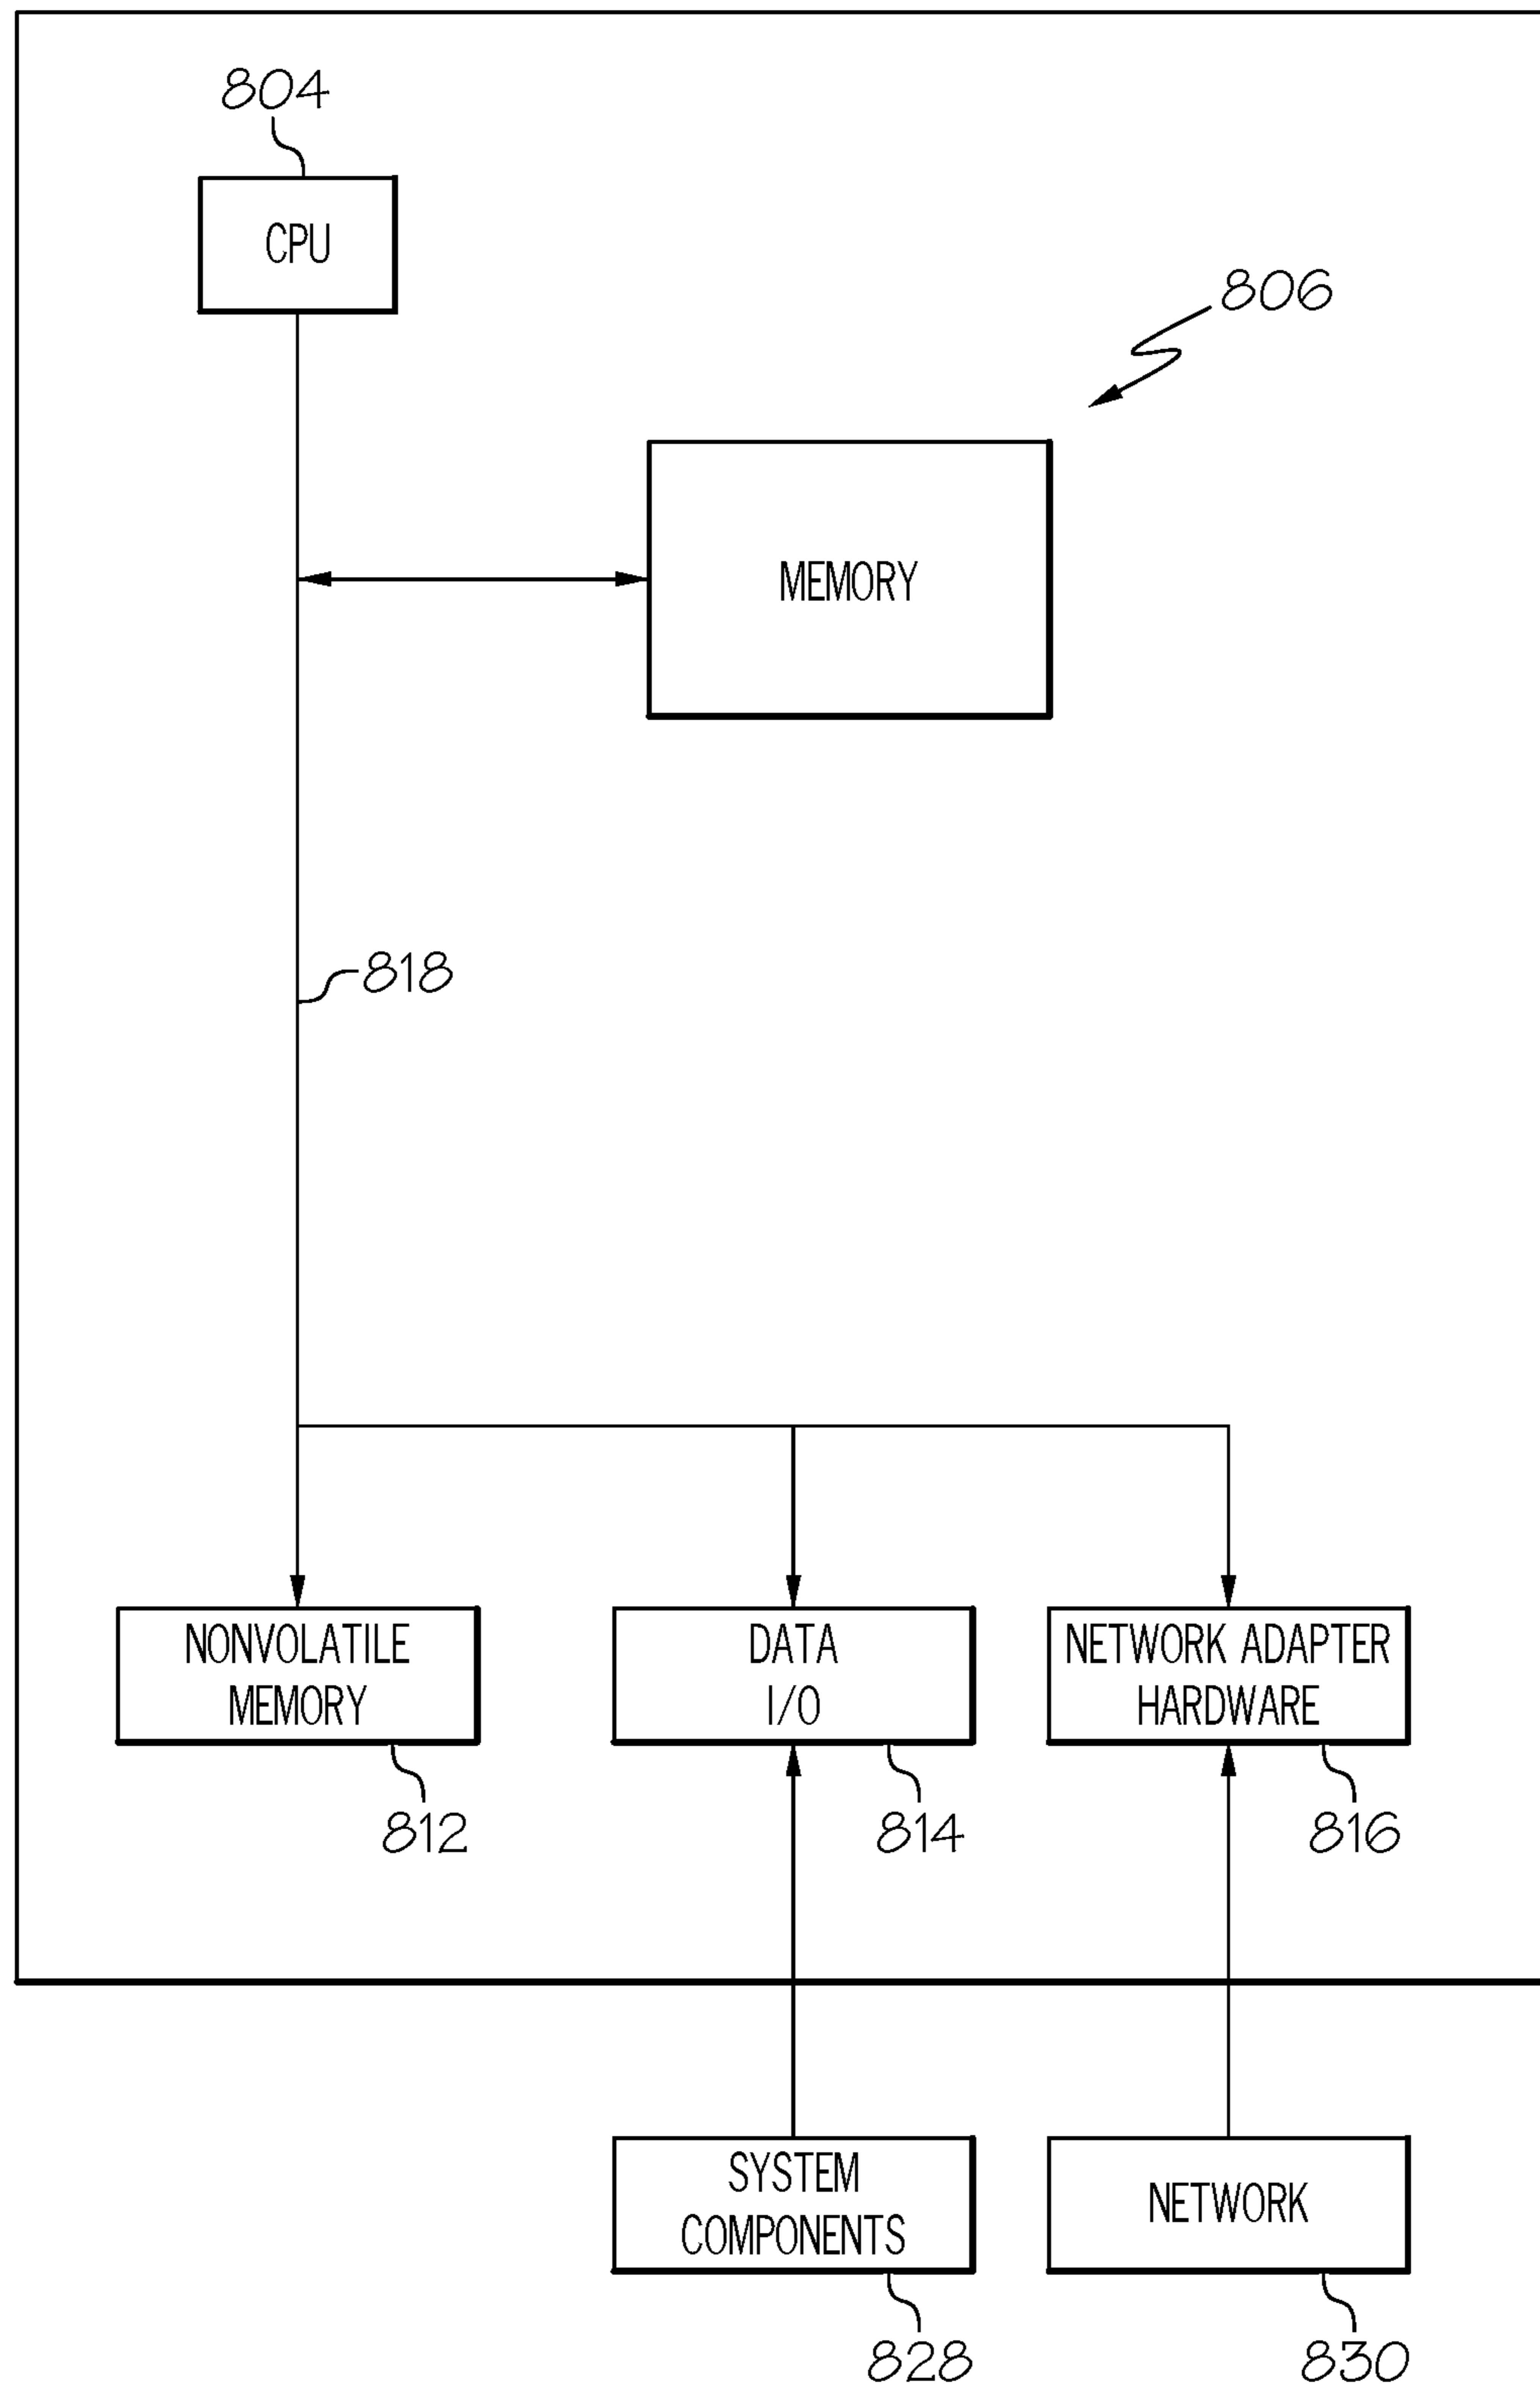 804
CPU
806
MEMORY
818
NONVOLATILE
MEMORY
DATA
I/O
NETWORK ADAPTER
HARDWARE
812
814
816
SYSTEM
COMPONENTS
NETWORK
828
830